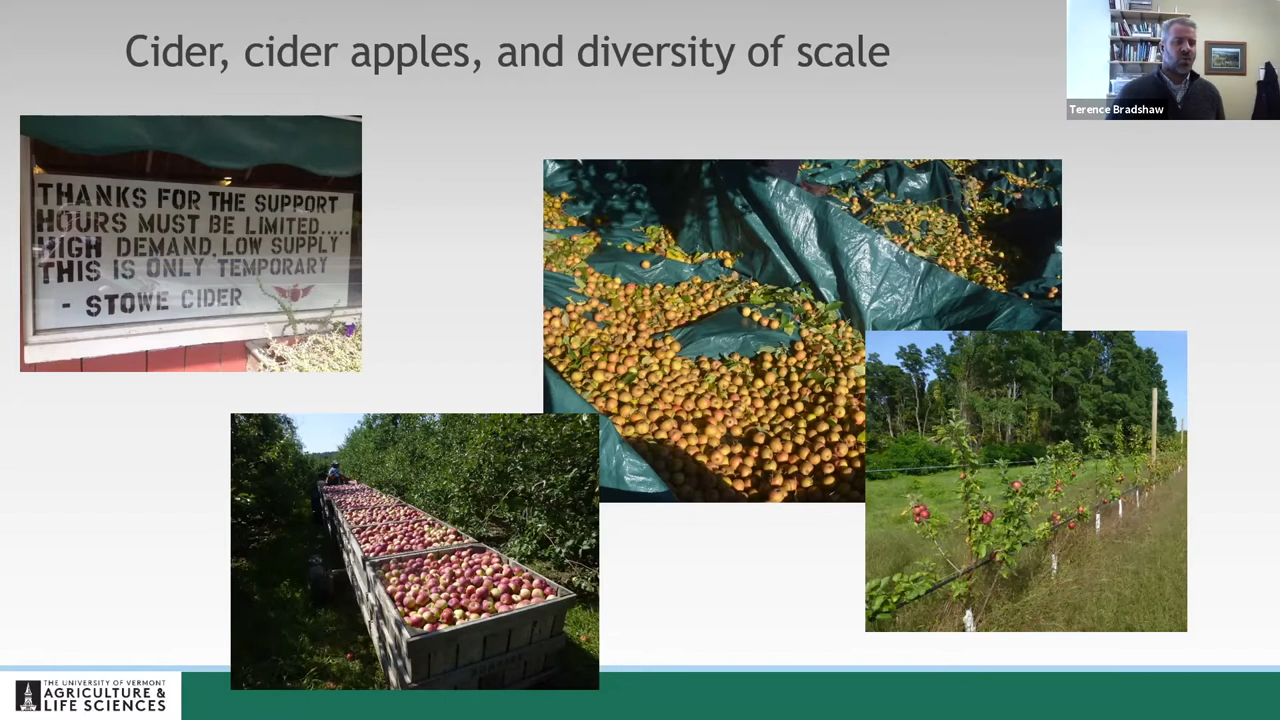 Cider, cider apples, and diversity of scale
Terence Bradshaw
THANKS FOR THE SUPPORT
HOURS MUST BE LIMITED.....
HIGH DEMAND, LOW SUPPLY
THIS IS ONLY TEMPORARY
- STOWE CIDER
THE UNIVERSITY OF VERMONT
AGRICULTURE &
LIFE SCIENCES